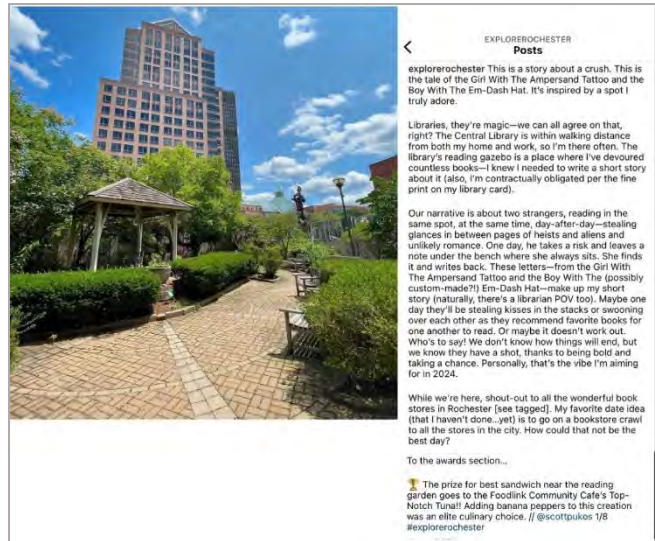 EXPLOREROCHESTER
Posts
explorerochester This is a story about a crush. This is
the tale of the Girl With The Ampersand Tattoo and the
Boy With The Em-Dash Hat. It's inspired by a spot I
truly adore.
Libraries, they're magic—we can all agree on that,
right? The Central Library is within walking distance
from both my home and work, so I'm there often. The
library's reading gazebo is a place where I've devoured
countless books—I knew I needed to write a short story
about it (also, I'm contractually obligated per the fine
print on my library card).
Our narrative is about two strangers, reading in the
same spot, at the same time, day-after-day—stealing
glances in between pages of heists and aliens and
unlikely romance. One day, he takes a risk and leaves a
note under the bench where she always sits. She finds
it and writes back. These letters—from the Girl With
The Ampersand Tattoo and the Boy With The (possibly
custom-made?!) Em-Dash Hat—make up my short
story (naturally, there's a librarian POV too). Maybe one
day they'll be stealing kisses in the stacks or swooning
over each other as they recommend favorite books for
one another to read. Or maybe it doesn't work out.
Who's to say! We don't know how things will end, but
we know they have a shot, thanks to being bold and
taking a chance. Personally, that's the vibe I'm aiming
for in 2024.
While we're here, shout-out to all the wonderful book
stores in Rochester [see tagged]. My favorite date idea
(that I haven't done...yet) is to go on a bookstore crawl
to all the stores in the city. How could that not be the
best day?
To the awards section...
🏆 The prize for best sandwich near the reading
garden goes to the Foodlink Community Cafe's Top-
Notch Tuna!! Adding banana peppers to this creation
was an elite culinary choice. // @scottpukos 1/8
#explorerochester